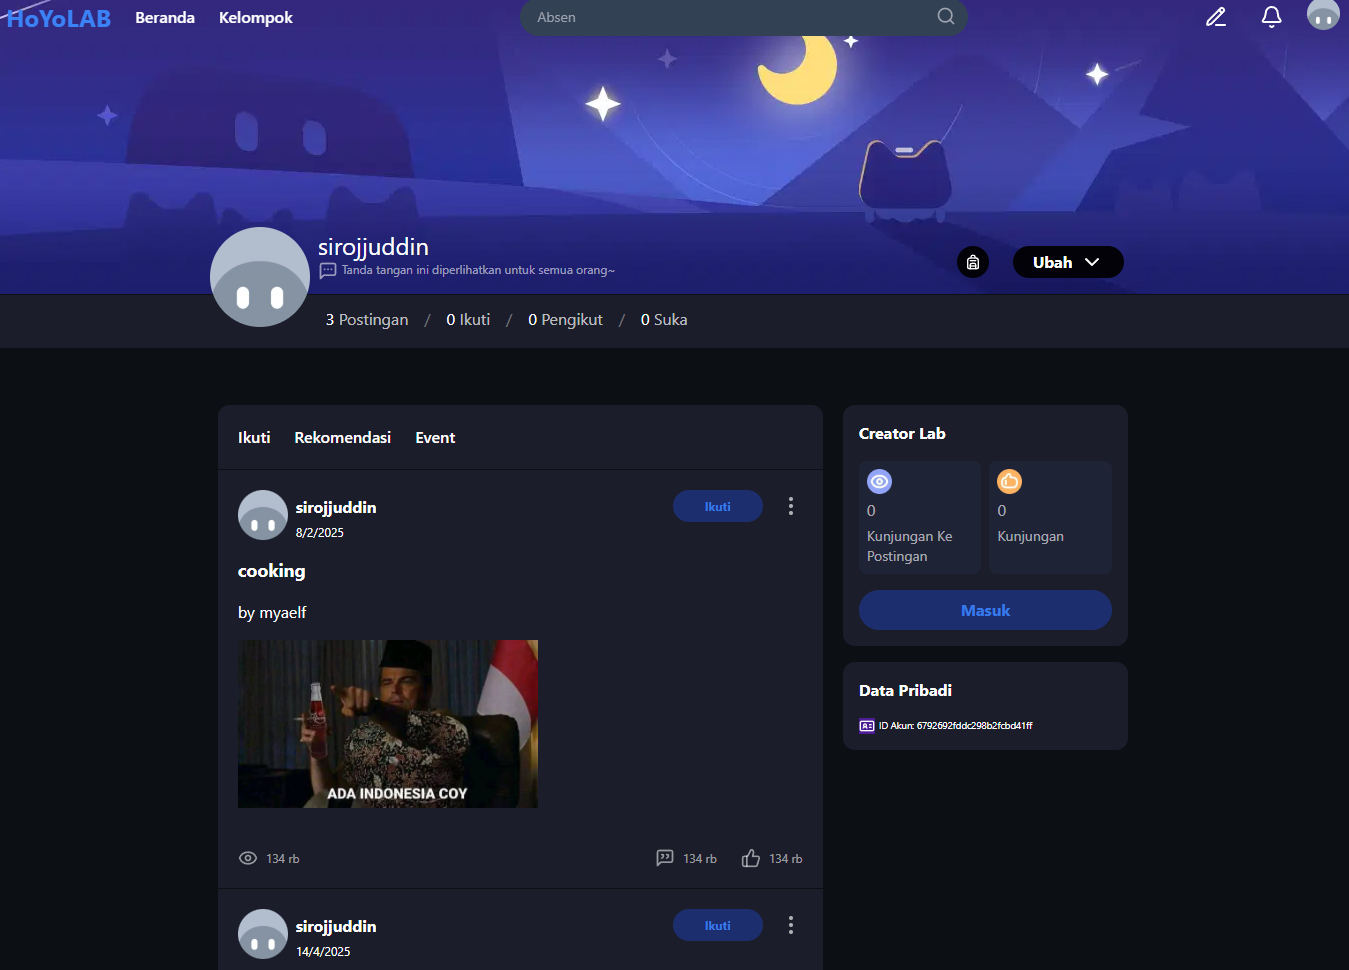 HoYoLAB Beranda Kelompok Absen
sirojjuddin
Tanda tangan ini diperlihatkan untuk semua orang~
Ubah
3 Postingan / 0 Ikuti / 0 Pengikut / 0 Suka
Ikuti Rekomendasi Event
sirojjuddin
8/2/2025
Ikuti
cooking
by myaelf
ADA INDONESIA COY
134 rb 134 rb 134 rb
sirojjuddin
14/4/2025
Ikuti
Creator Lab
0
Kunjungan Ke
Postingan
0
Kunjungan
Masuk
Data Pribadi
ID Akun: 6792692fddc298b2fcbd41ff